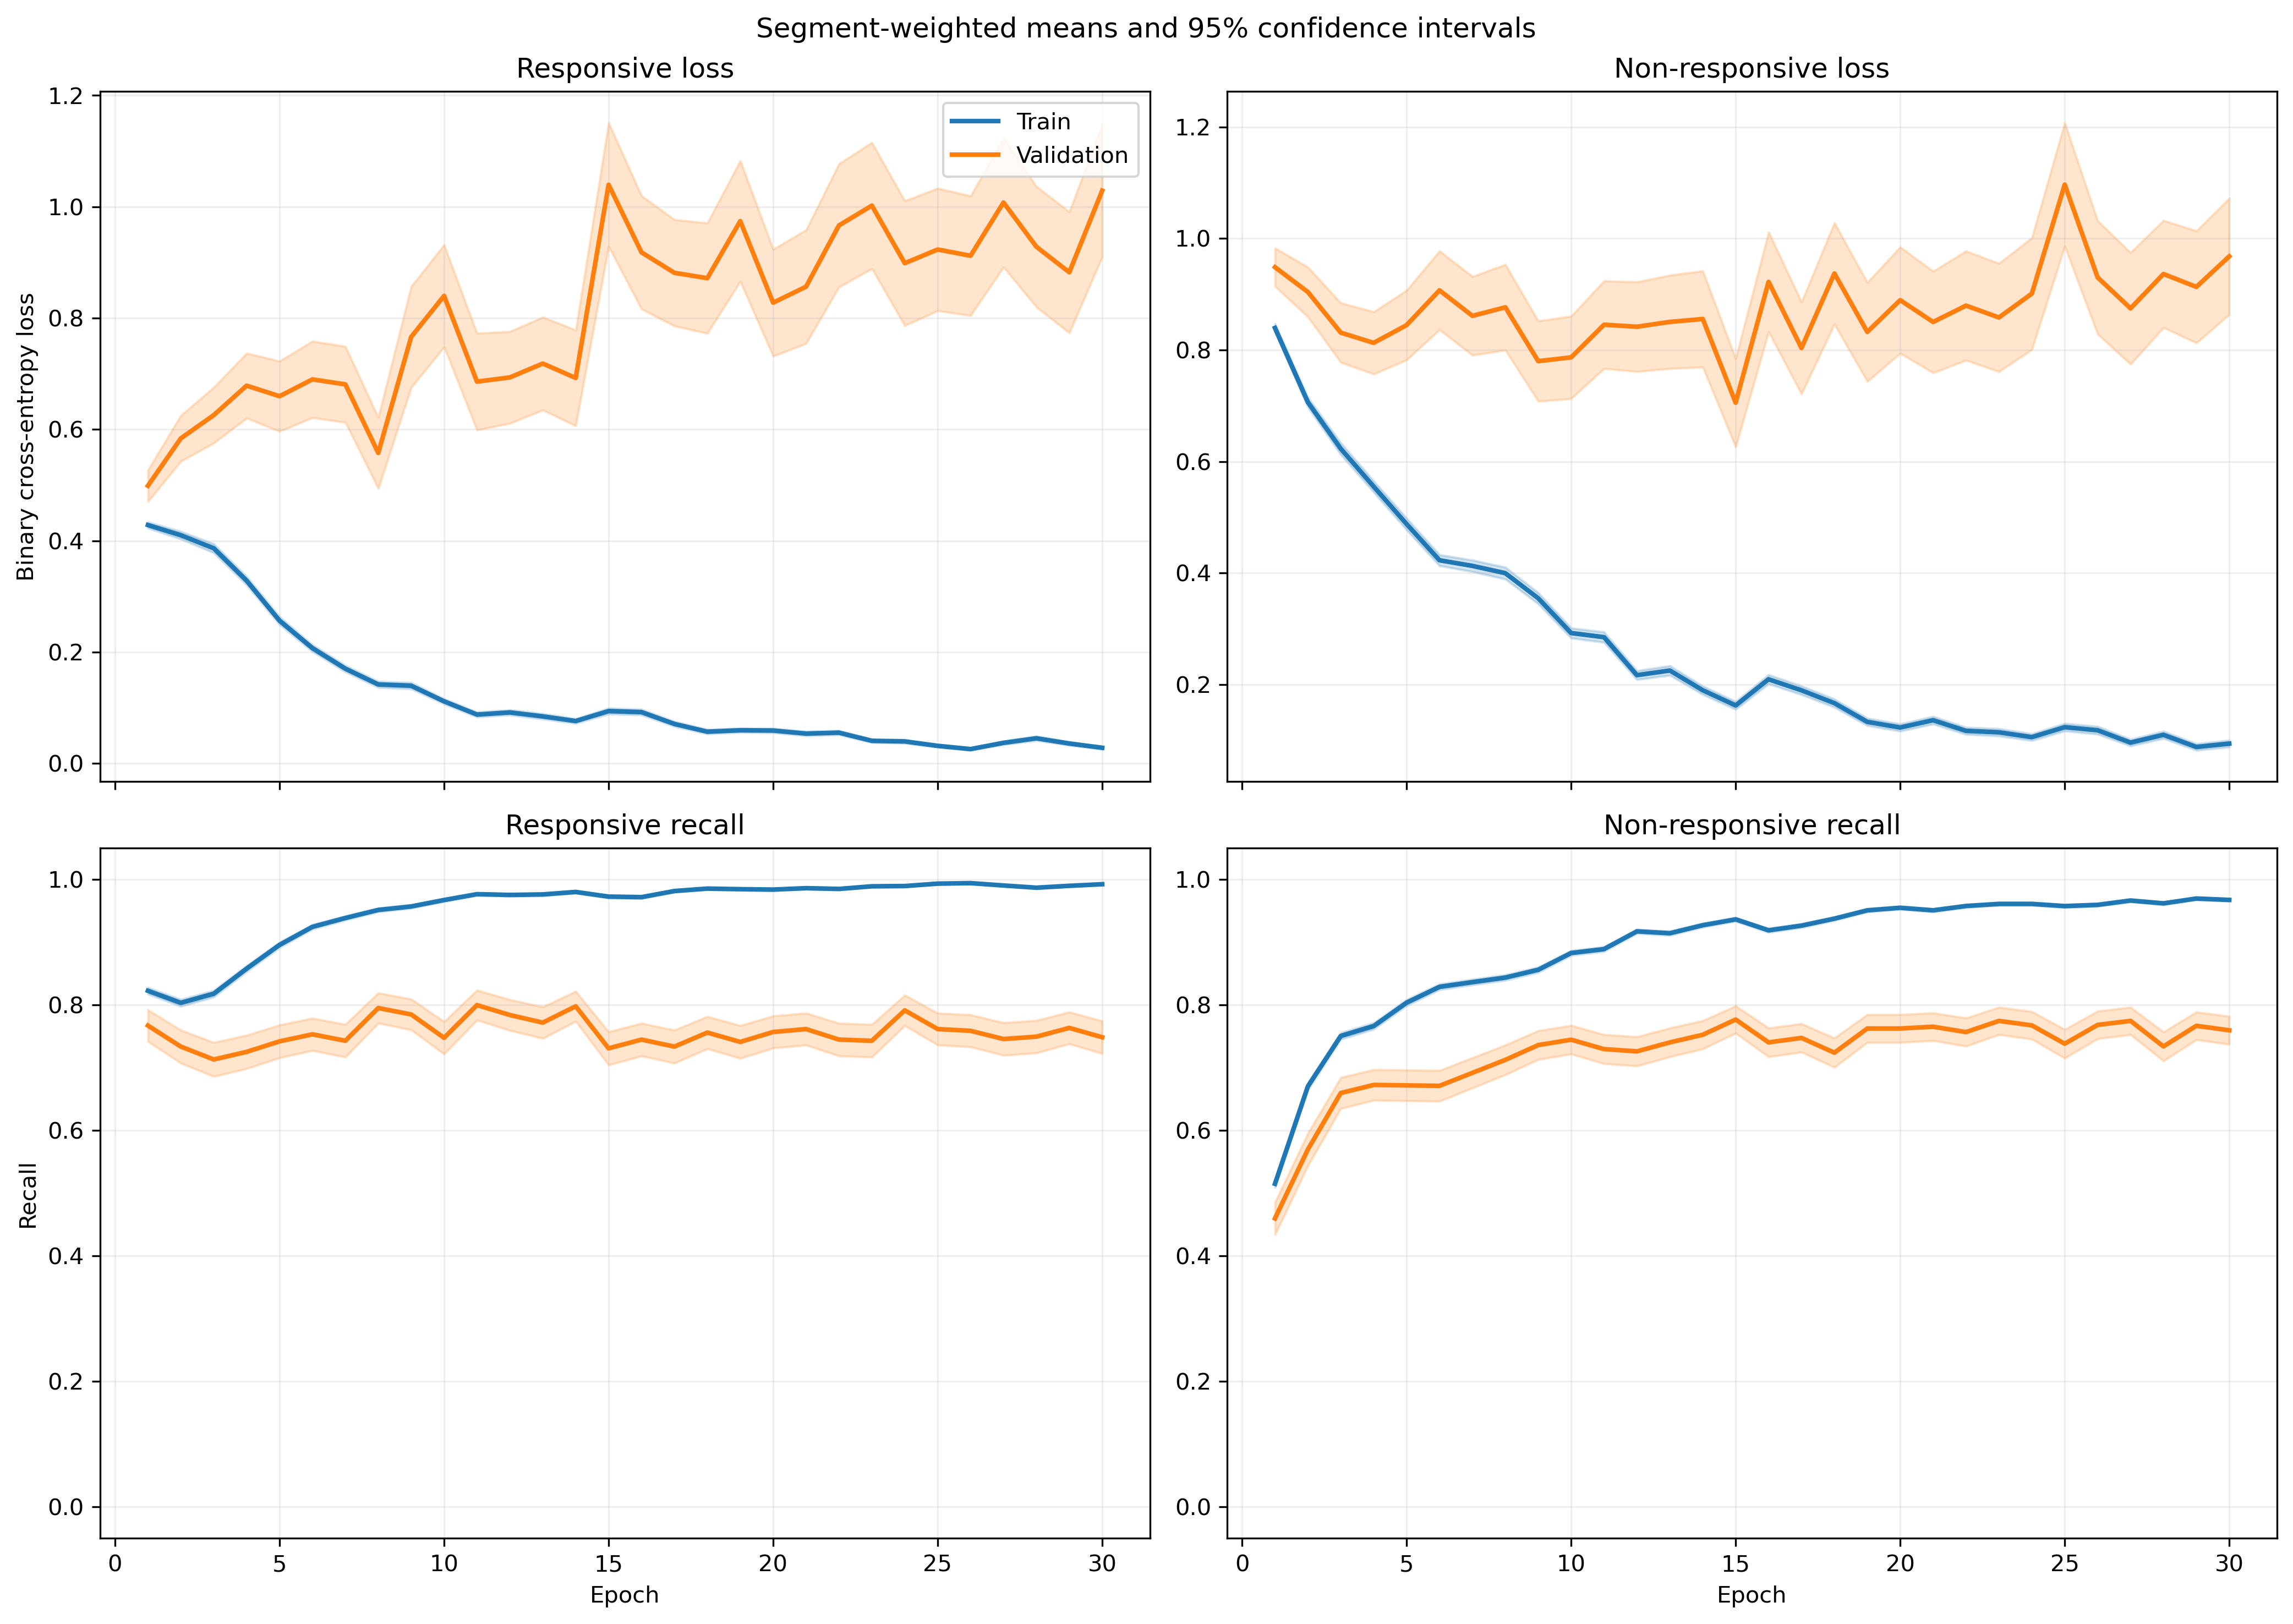 Segment-weighted means and 95% confidence intervals
Responsive loss
Non-responsive loss
Train
Validation
Binary cross-entropy loss
1.2
1.0
0.8
0.6
0.4
0.2
0.0
1.2
1.0
0.8
0.6
0.4
0.2
Responsive recall
Non-responsive recall
Recall
1.0
0.8
0.6
0.4
0.2
0.0
1.0
0.8
0.6
0.4
0.2
0.0
0 5 10 15 20 25 30
0 5 10 15 20 25 30
Epoch
Epoch